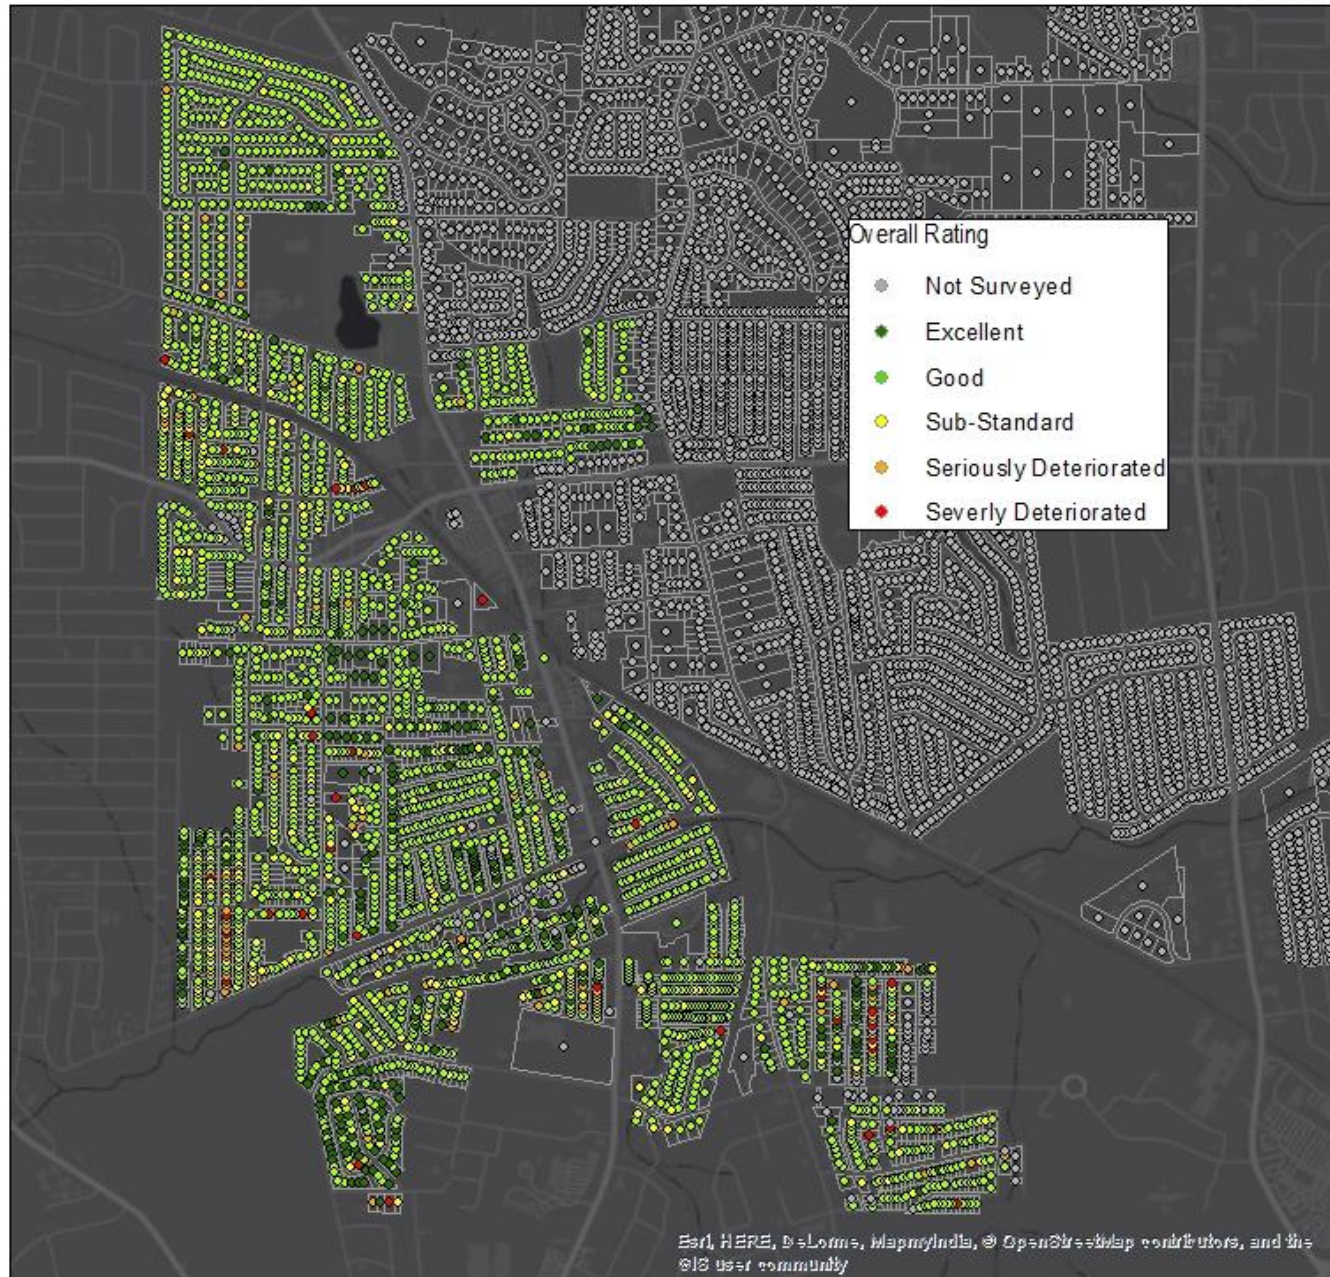 Overall Rating
Not Surveyed
Excellent
Good
Sub-Standard
Seriously Deteriorated
Severly Deteriorated
Esri, HERE, DeLorme, MapmyIndia, © OpenStreetMap contributors, and the
GIS user community